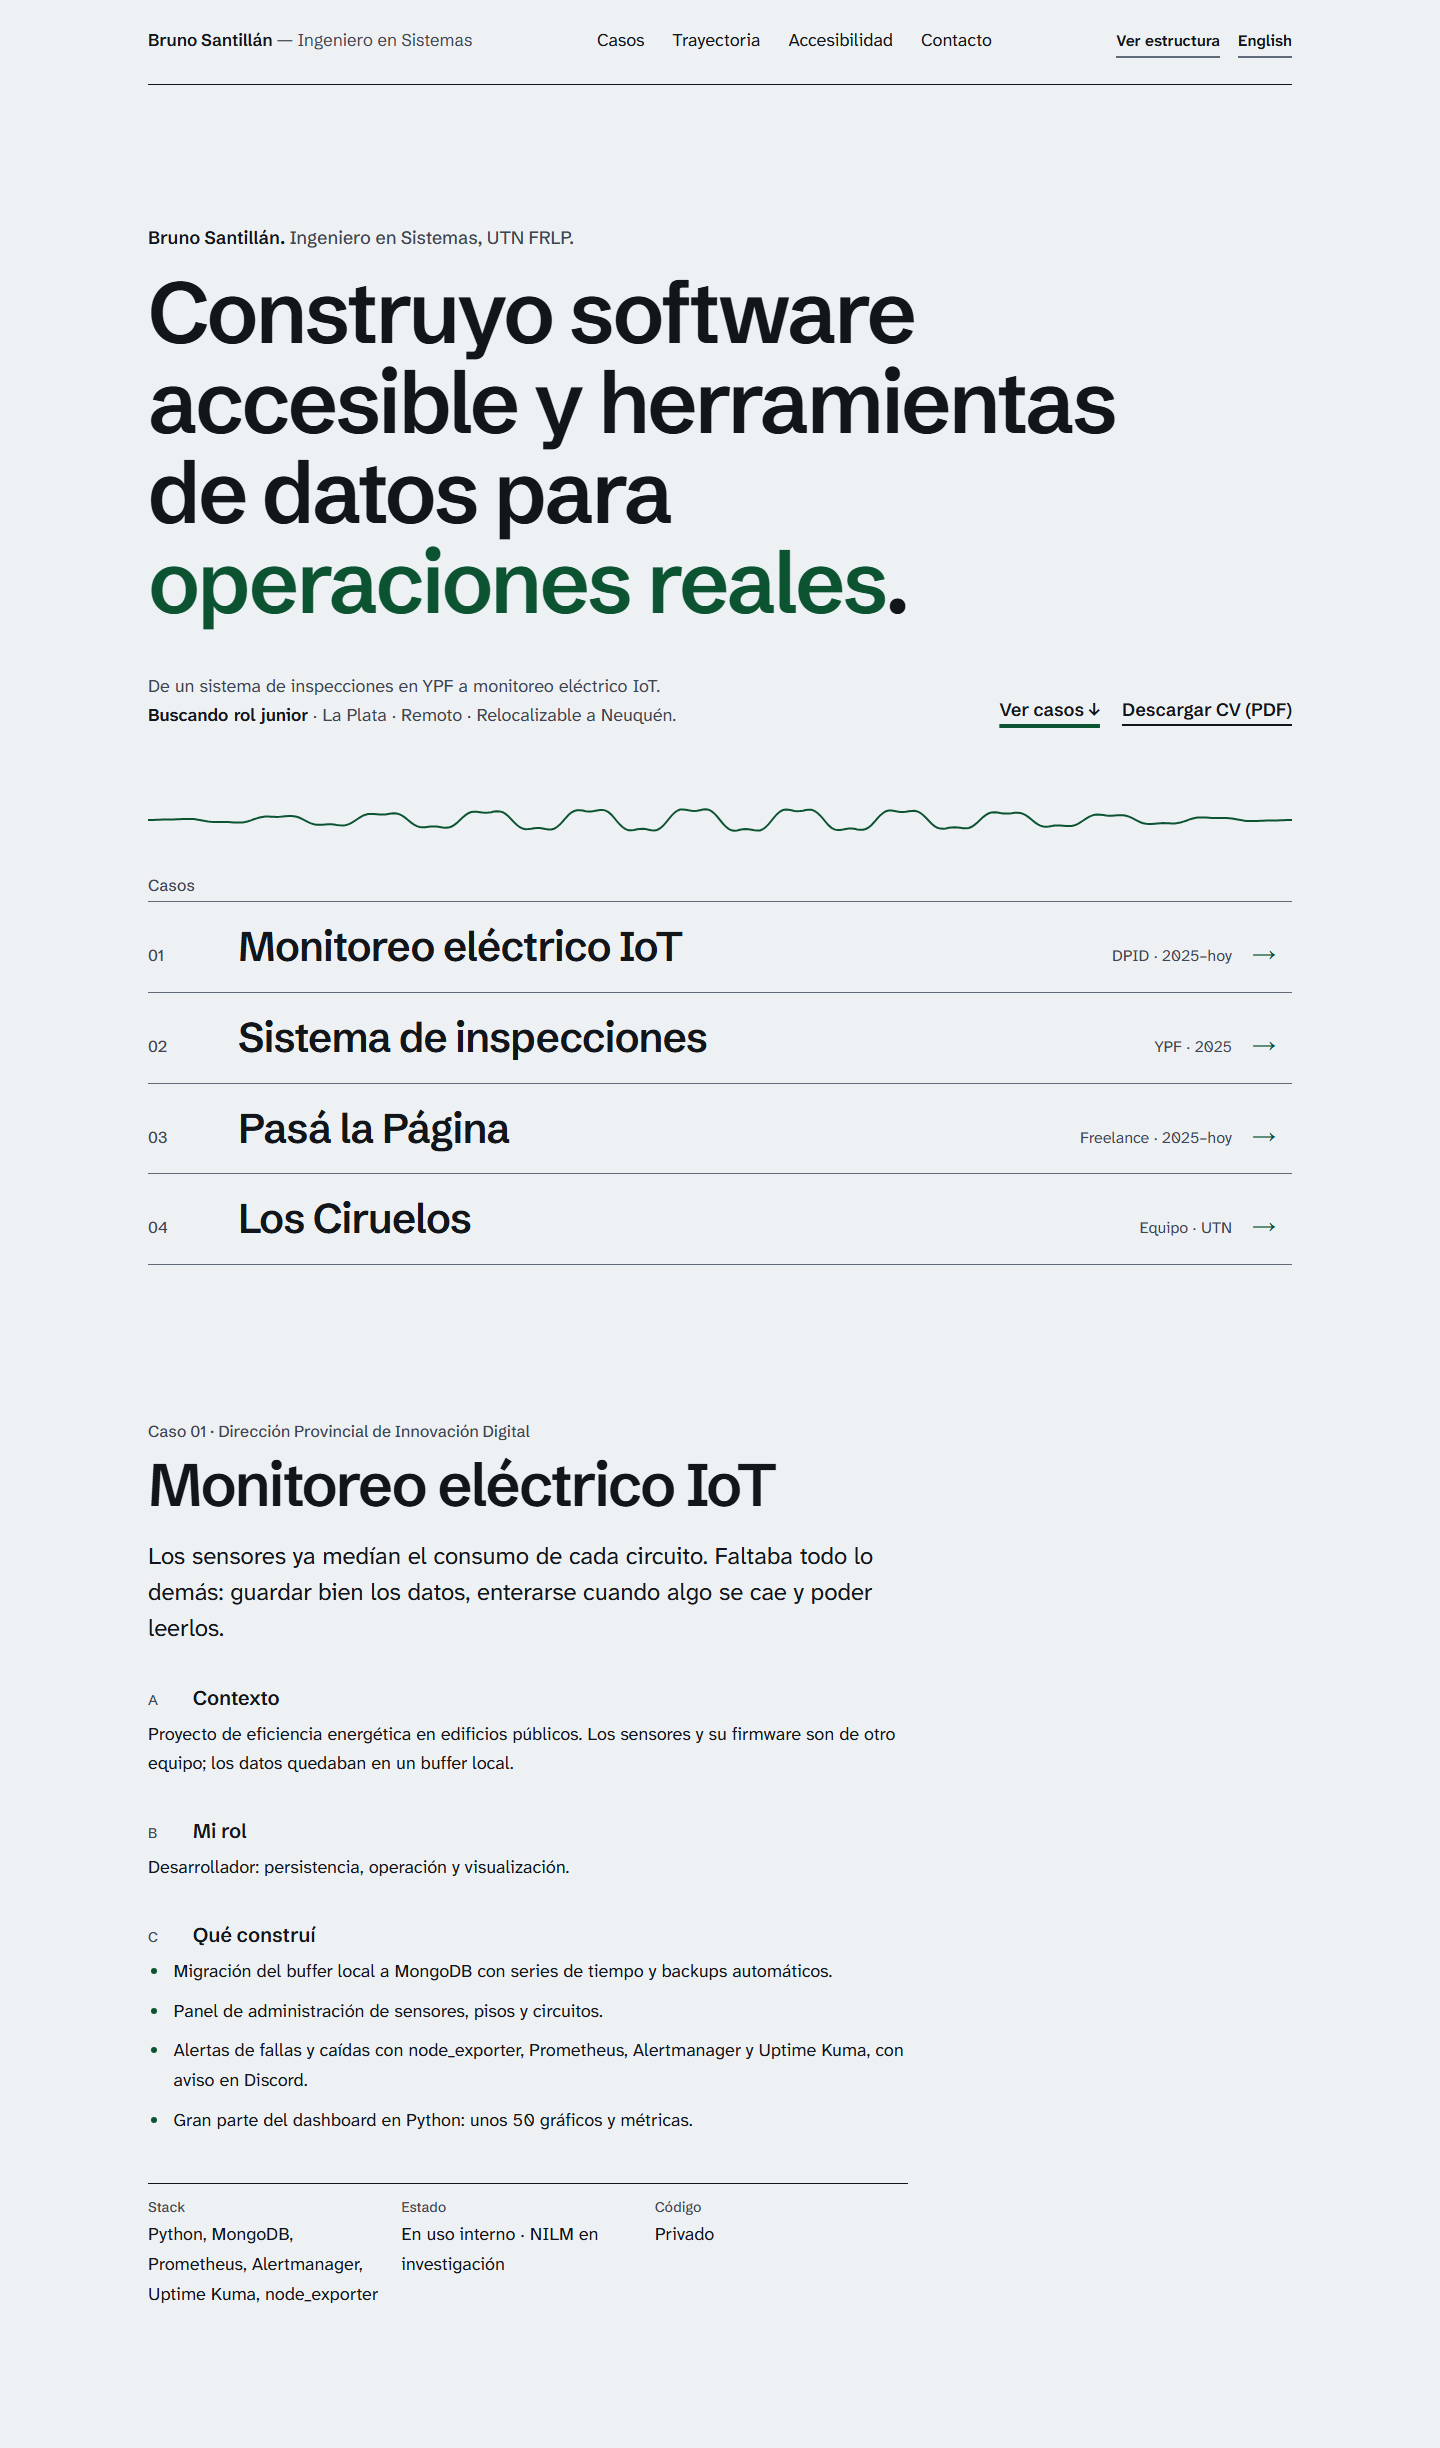 Bruno Santillán — Ingeniero en Sistemas
Casos
Trayectoria
Accesibilidad
Contacto
Ver estructura
English
Bruno Santillán. Ingeniero en Sistemas, UTN FRLP.
Construyo software
accesible y herramientas
de datos para
operaciones reales.
De un sistema de inspecciones en YPF a monitoreo eléctrico IoT.
Buscando rol junior · La Plata · Remoto · Relocalizable a Neuquén.
Ver casos ↓
Descargar CV (PDF)
Casos
01 Monitoreo eléctrico IoT DPID · 2025–hoy →
02 Sistema de inspecciones YPF · 2025 →
03 Pasá la Página Freelance · 2025–hoy →
04 Los Ciruelos Equipo · UTN →
Caso 01 · Dirección Provincial de Innovación Digital
Monitoreo eléctrico IoT
Los sensores ya medían el consumo de cada circuito. Faltaba todo lo
demás: guardar bien los datos, enterarse cuando algo se cae y poder
leerlos.
A Contexto
Proyecto de eficiencia energética en edificios públicos. Los sensores y su firmware son de otro
equipo; los datos quedaban en un buffer local.
B Mi rol
Desarrollador: persistencia, operación y visualización.
C Qué construí
• Migración del buffer local a MongoDB con series de tiempo y backups automáticos.
• Panel de administración de sensores, pisos y circuitos.
• Alertas de fallas y caídas con node_exporter, Prometheus, Alertmanager y Uptime Kuma, con
aviso en Discord.
• Gran parte del dashboard en Python: unos 50 gráficos y métricas.
Stack
Python, MongoDB,
Prometheus, Alertmanager,
Uptime Kuma, node_exporter
Estado
En uso interno · NILM en
investigación
Código
Privado